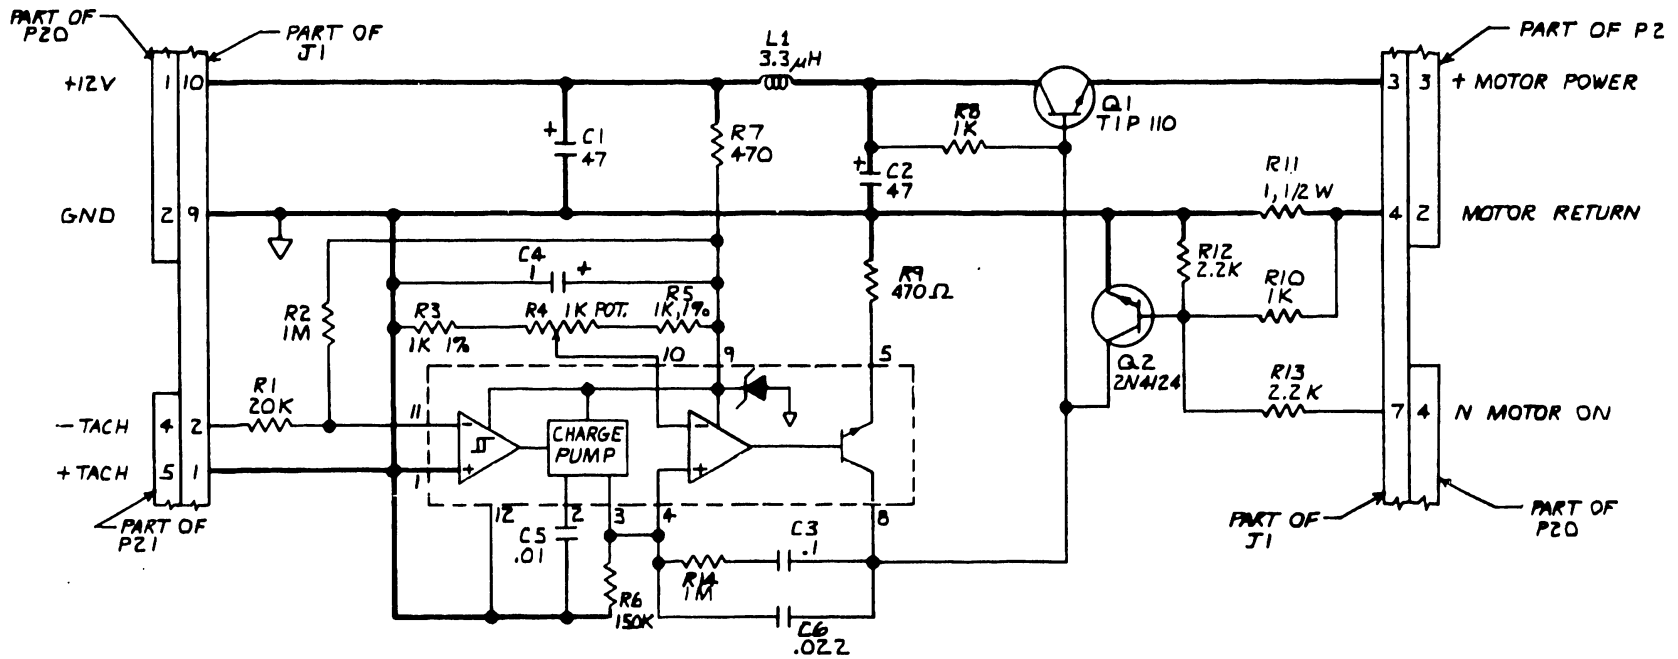 PART OF
P20
PART OF
J1
+12V
1
10
GND
2
9
-TACH
4
2
+TACH
5
1
PART OF
P21
C1
47
+
R7
470
L1
3.3 µH
C2
47
+
R8
1K
Q1
TIP 110
R11
1, 1/2 W
R12
2.2K
R10
1K
R9
470Ω
Q2
2N4124
R13
2.2K
R2
1M
R1
20K
C4
.1
+
R3
1K 1%
R4
1K POT.
R5
1K, 1%
10
9
5
11
1
-
+
CHARGE
PUMP
-
+
12
2
3
4
8
C5
.01
R6
150K
R14
1M
C3
.1
C6
.022
3
3
+ MOTOR POWER
4
2
MOTOR RETURN
7
4
N MOTOR ON
PART OF P2
PART OF
J1
PART OF
P20